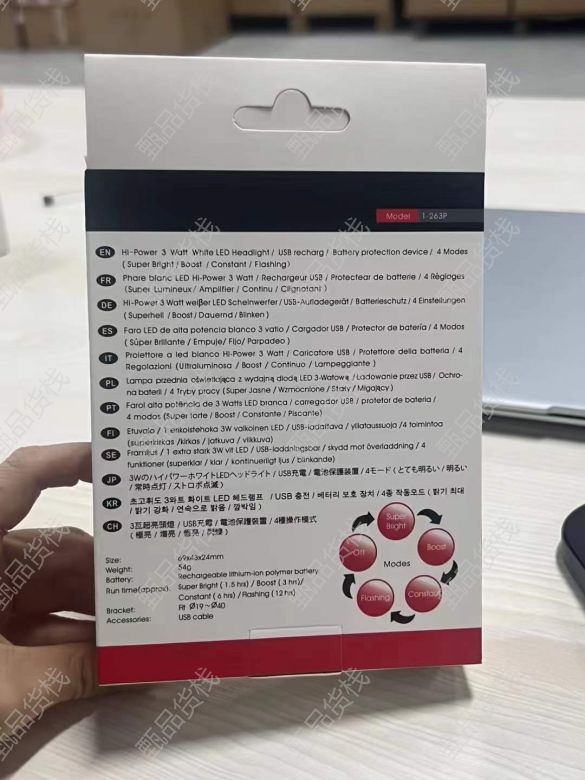 Model 1-263P
EN Hi-Power 3 Watt White LED Headlight / USB recharg / Battery protection device / 4 Modes
( Super Bright / Boost / Constant / Flashing )
FR Phare blanc LED Hi-Power 3 Watt / Rechargeur USB / Protecteur de batterie / 4 Réglages
(Super Lumineux / Amplifier / Continu / Clignotant )
DE Hi-Power 3 Watt weißer LED Scheinwerfer / USB-Aufladegerät / Batterieschutz / 4 Einstellungen
(Superhell / Boost / Dauernd / Blinken )
ES Faro LED de alta potencia blanco 3 vatio / Cargador USB / Protector de batería / 4 Modos
( Súper Brillante / Empuje/ Fijo/ Parpadeo )
IT Proiettore a led bianco Hi-Power 3 Watt / Caricatore USB / Protettore della batteria / 4
Regolazioni (Ultraluminosa / Boost / Continuo / Lampeggiante )
PL Lampa przednia oświetlająca z wydajną diodą LED 3-Watową / Ładowanie przez USB / Ochro-
na baterii / 4 Tryby pracy (Super Jasne / Wzmocnione / Stały / Migający )
PT Farol alta potência de 3 Watts LED branca / carregador USB / protetor de bateria /
4 modos (Super forte / Boost / Constante / Piscante)
FI Etuvalo / 1 erikoistehoka 3W valkoinen LED / USB-ladattava / ylilataussuoja / 4 toimintoa
(superkirkas /kirkas / jatkuva / vilkkuva)
SE Framljus / 1 extra stark 3W vit LED / USB-laddningsbar / skydd mot överladdning / 4
funktioner (superklar / klar / kontinuerligt ljus / blinkande)
JP 3WのハイパワーホワイトLEDヘッドライト / USB充電 / 電池保護装置 / 4モード ( とても明るい / 明るい
/ 常時点灯 / ストロボ点滅 )
KR 초고휘도 3와트 화이트 LED 헤드램프 / USB 충전 / 베터리 보호 장치 / 4종 작동모드 ( 밝기 최대
/ 밝기 강화 / 연속으로 밝음 / 깜박임 )
CH 3瓦超亮頭燈 / USB充電 / 電池保護裝置 / 4種操作模式
( 極亮 / 增亮 / 恆亮 / 閃爍 )
Size: 69x43x24mm
Weight: 54g
Battery: Rechargeable lithium-ion polymer battery
Run time(approx). Super Bright ( 1.5 hrs) / Boost ( 3 hrs)/
Constant ( 6 hrs) / Flashing ( 12 hrs)
Bracket: Fit Ø19~Ø40
Accessories: USB cable
Super
Bright
Off
Boost
Modes
Flashing
Constant
甄品货栈